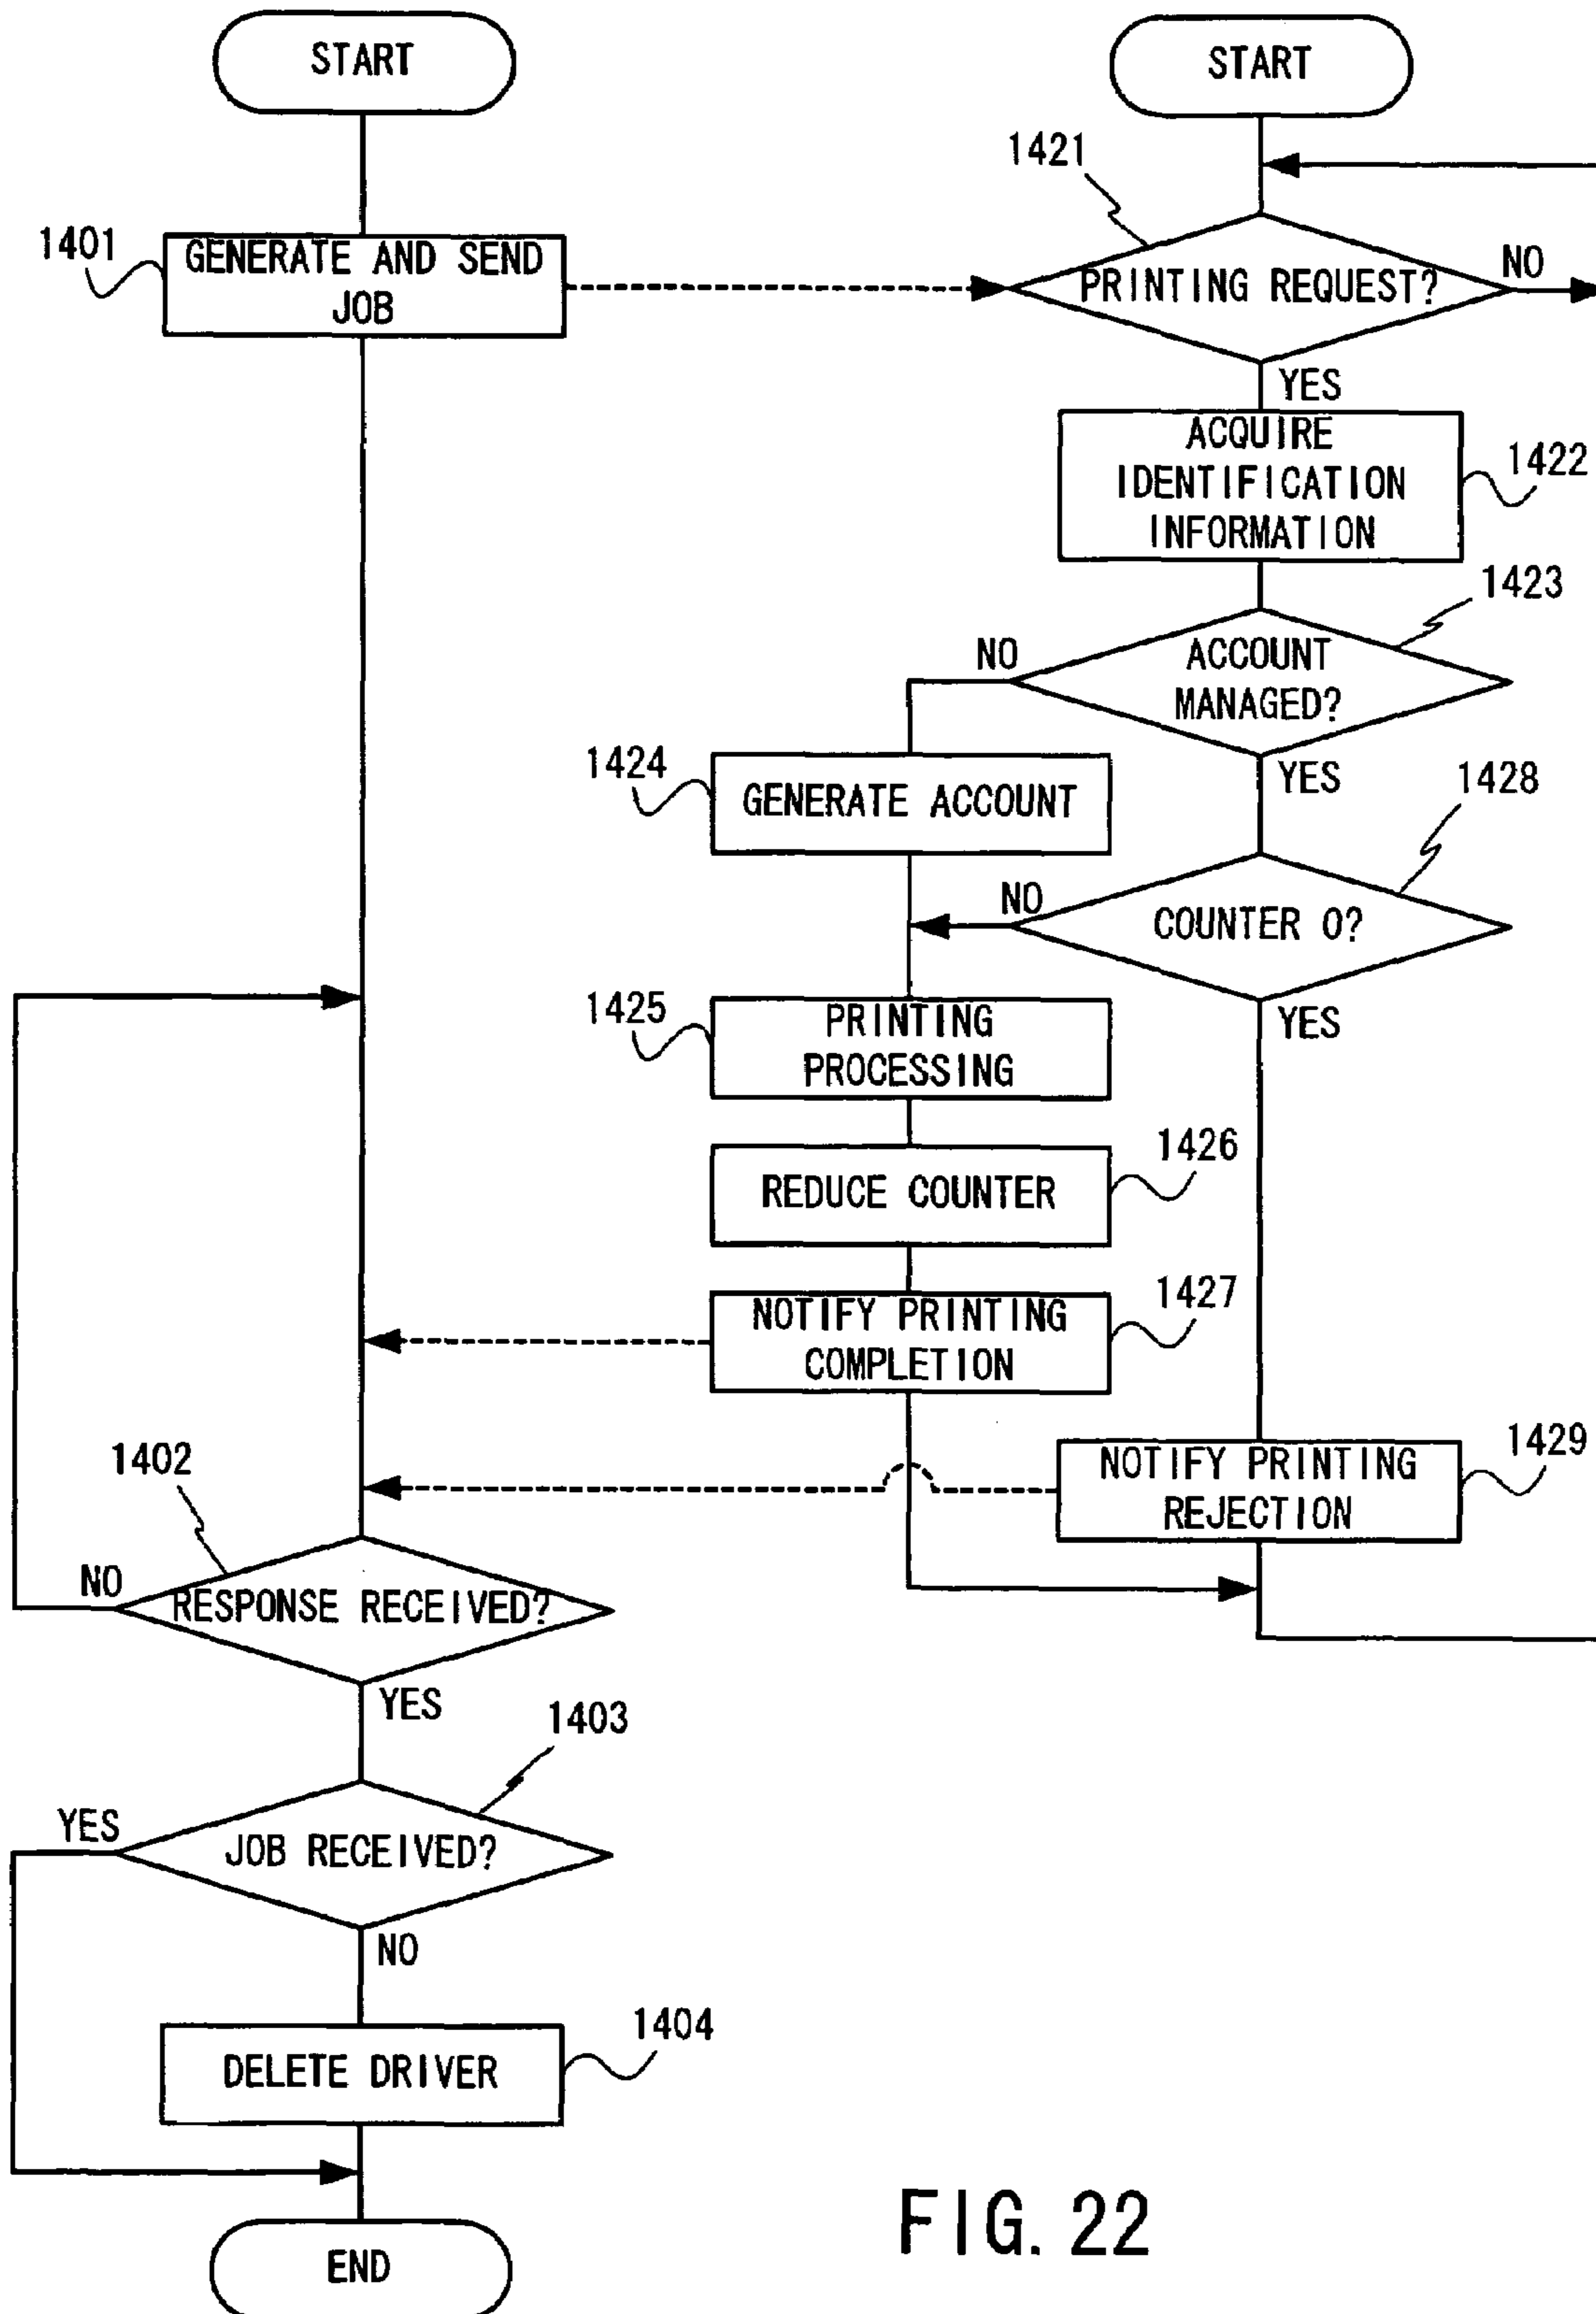 START
1401
GENERATE AND SEND
JOB
1402
NO
RESPONSE RECEIVED?
YES
1403
YES
JOB RECEIVED?
NO
1404
DELETE DRIVER
END
START
1421
PRINTING REQUEST?
NO
YES
ACQUIRE
IDENTIFICATION
INFORMATION
1422
1423
NO
ACCOUNT
MANAGED?
YES
1424
GENERATE ACCOUNT
1428
NO
COUNTER 0?
YES
1425
PRINTING
PROCESSING
1426
REDUCE COUNTER
1427
NOTIFY PRINTING
COMPLETION
1429
NOTIFY PRINTING
REJECTION
FIG. 22